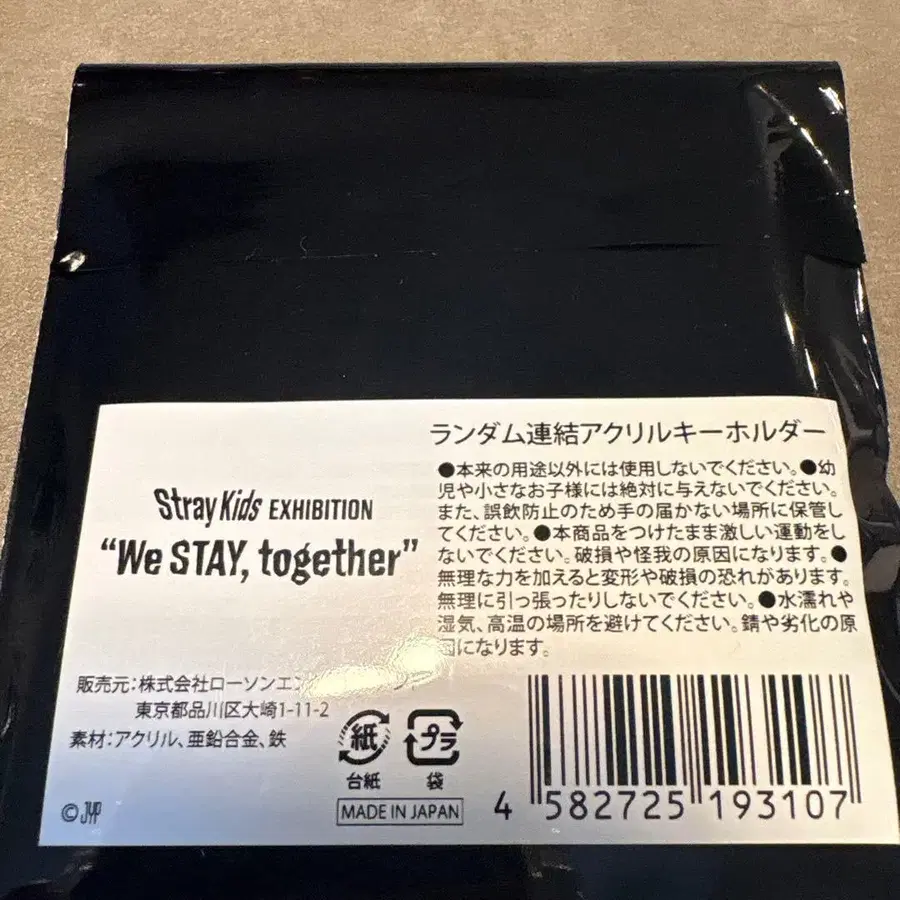 ランダム連結アクリルキーホルダー
●本来の用途以外には使用しないでください。●幼
児や小さなお子様には絶対に与えないでください。
また、誤飲防止のため手の届かない場所に保管し
てください。●本商品をつけたまま激しい運動をし
ないでください。破損や怪我の原因になります。●
無理な力を加えると変形や破損の恐れがあります。
無理に引っ張ったりしないでください。●水濡れや
湿気、高温の場所を避けてください。錆や劣化の原
因になります。
Stray Kids EXHIBITION
“We STAY, together”
販売元:株式会社ローソンエン
東京都品川区大崎1-11-2
素材:アクリル、亜鉛合金、鉄
紙
台紙
プラ
袋
MADE IN JAPAN
© JYP
4 582725 193107